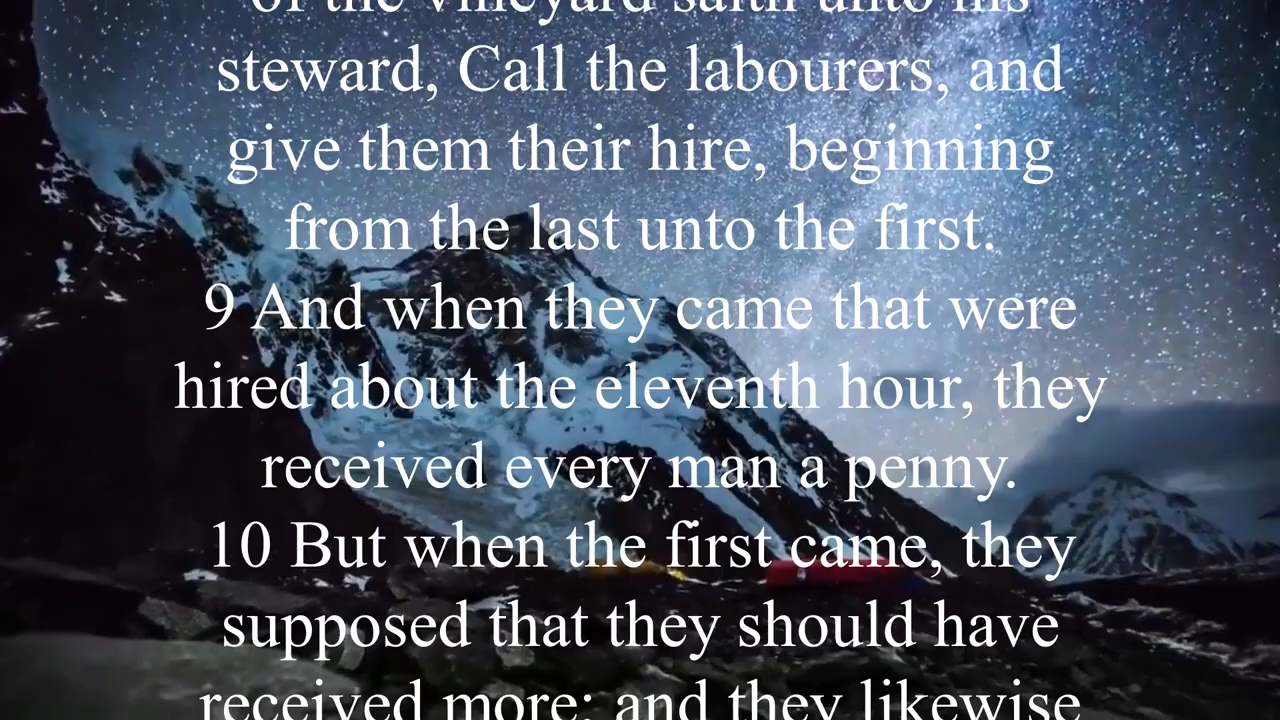 of the vineyard saith unto his
steward, Call the labourers, and
give them their hire, beginning
from the last unto the first.
9 And when they came that were
hired about the eleventh hour, they
received every man a penny.
10 But when the first came, they
supposed that they should have
received more; and they likewise